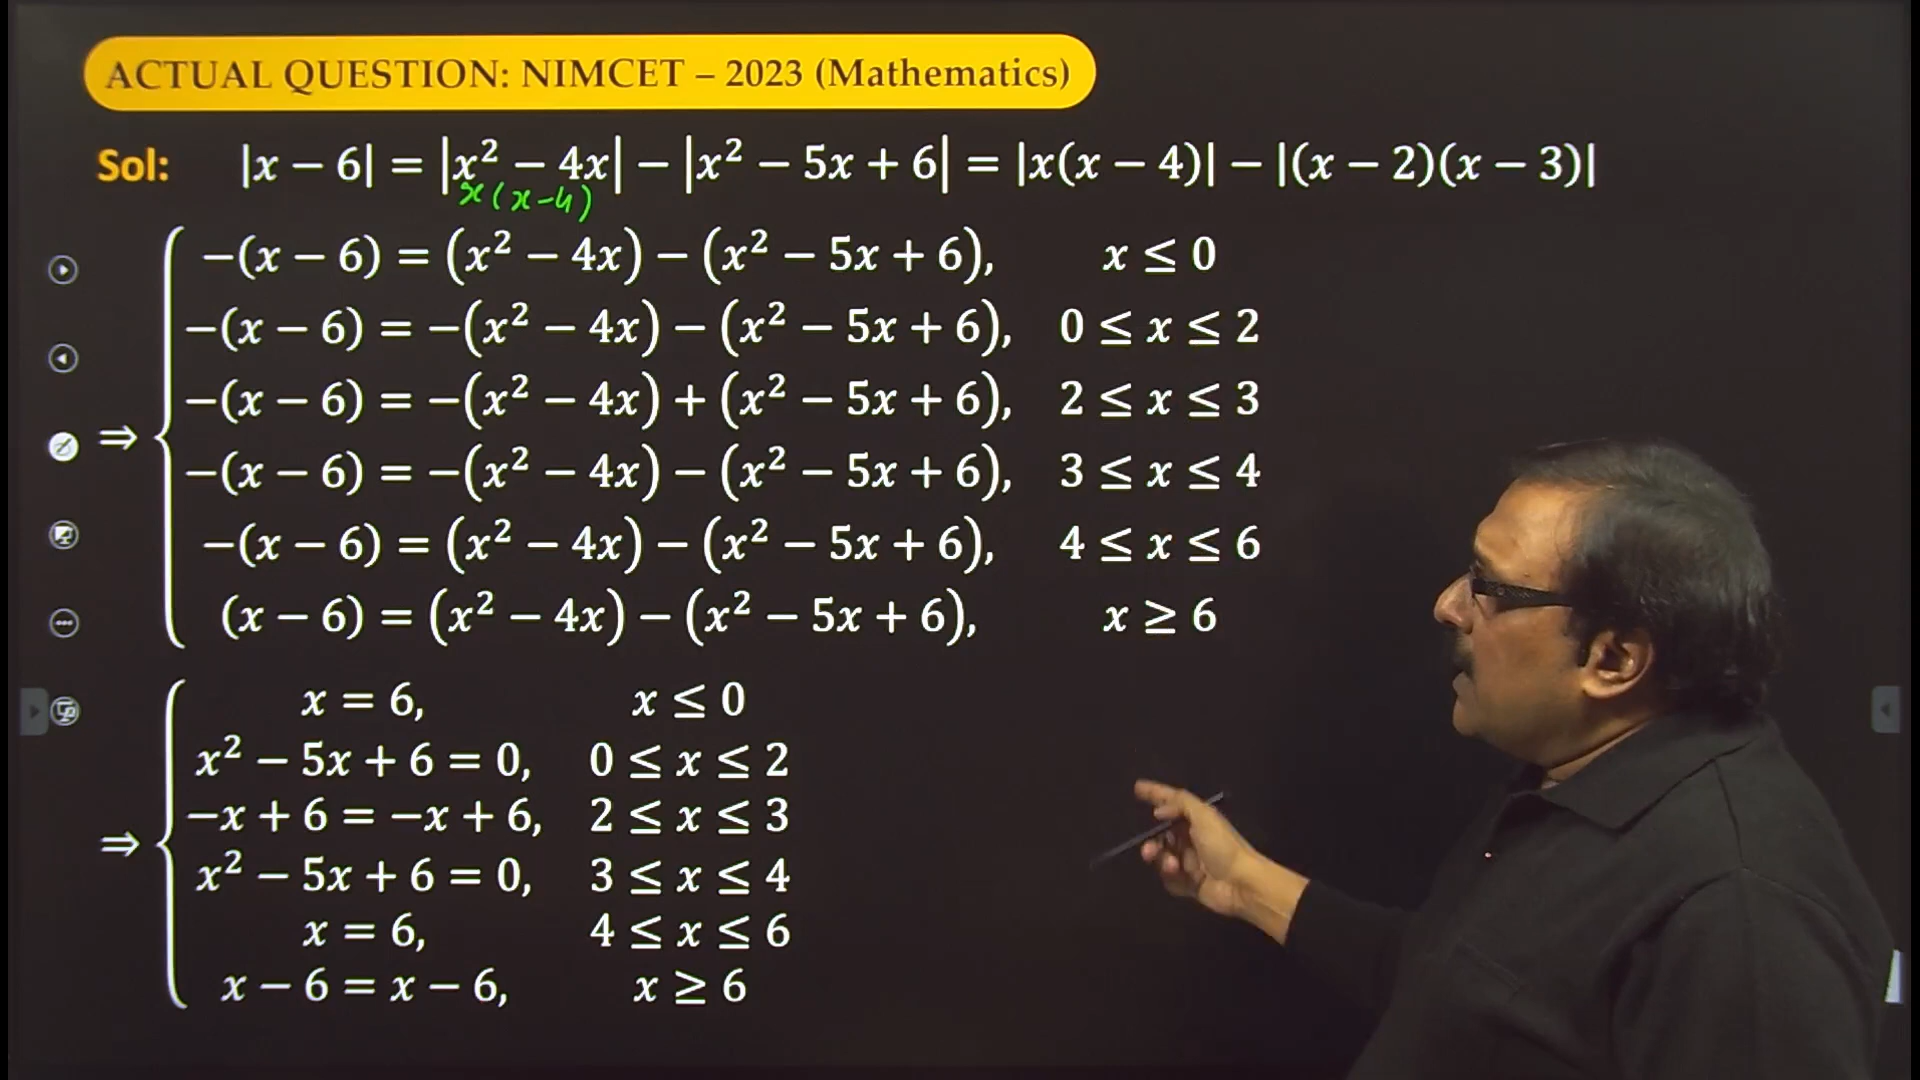 ACTUAL QUESTION: NIMCET – 2023 (Mathematics)
Sol: |x − 6| = |x² − 4x| − |x² − 5x + 6| = |x(x − 4)| − |(x − 2)(x − 3)|
x(x-4)
−(x − 6) = (x² − 4x) − (x² − 5x + 6), x ≤ 0
−(x − 6) = −(x² − 4x) − (x² − 5x + 6), 0 ≤ x ≤ 2
−(x − 6) = −(x² − 4x) + (x² − 5x + 6), 2 ≤ x ≤ 3
⇒ −(x − 6) = −(x² − 4x) − (x² − 5x + 6), 3 ≤ x ≤ 4
−(x − 6) = (x² − 4x) − (x² − 5x + 6), 4 ≤ x ≤ 6
(x − 6) = (x² − 4x) − (x² − 5x + 6), x ≥ 6
x = 6, x ≤ 0
x² − 5x + 6 = 0, 0 ≤ x ≤ 2
−x + 6 = −x + 6, 2 ≤ x ≤ 3
⇒ x² − 5x + 6 = 0, 3 ≤ x ≤ 4
x = 6, 4 ≤ x ≤ 6
x − 6 = x − 6, x ≥ 6